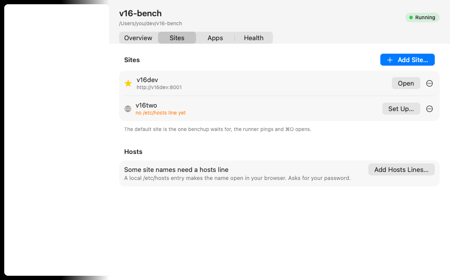 v16-bench
/Users/you/dev/v16-bench
Running
Overview
Sites
Apps
Health
Sites
+ Add Site...
v16dev
http://v16dev:8001
Open
v16two
no /etc/hosts line yet
Set Up...
The default site is the one benchup waits for, the runner pings and ⌘O opens.
Hosts
Some site names need a hosts line
A local /etc/hosts entry makes the name open in your browser. Asks for your password.
Add Hosts Lines...